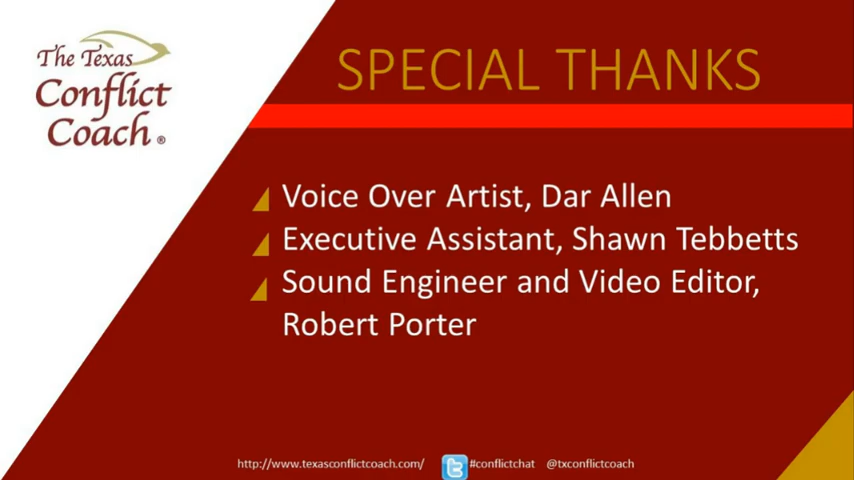 The Texas
Conflict
Coach®
SPECIAL THANKS
Voice Over Artist, Dar Allen
Executive Assistant, Shawn Tebbetts
Sound Engineer and Video Editor,
Robert Porter
http://www.texasconflictcoach.com/ #conflictchat @txconflictcoach